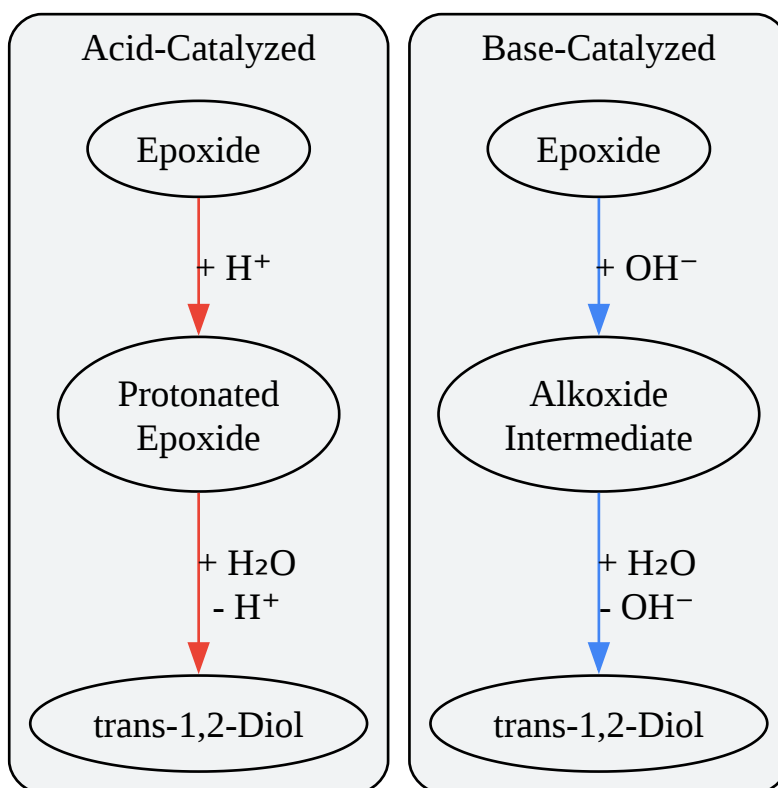 Acid-Catalyzed
Epoxide
+ H⁺
Protonated
Epoxide
+ H₂O
- H⁺
trans-1,2-Diol
Base-Catalyzed
Epoxide
+ OH⁻
Alkoxide
Intermediate
+ H₂O
- OH⁻
trans-1,2-Diol